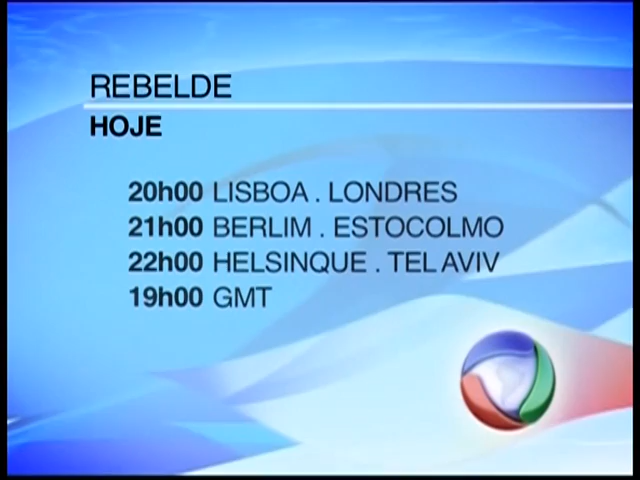 REBELDE
HOJE
20h00 LISBOA . LONDRES
21h00 BERLIM . ESTOCOLMO
22h00 HELSINQUE . TEL AVIV
19h00 GMT